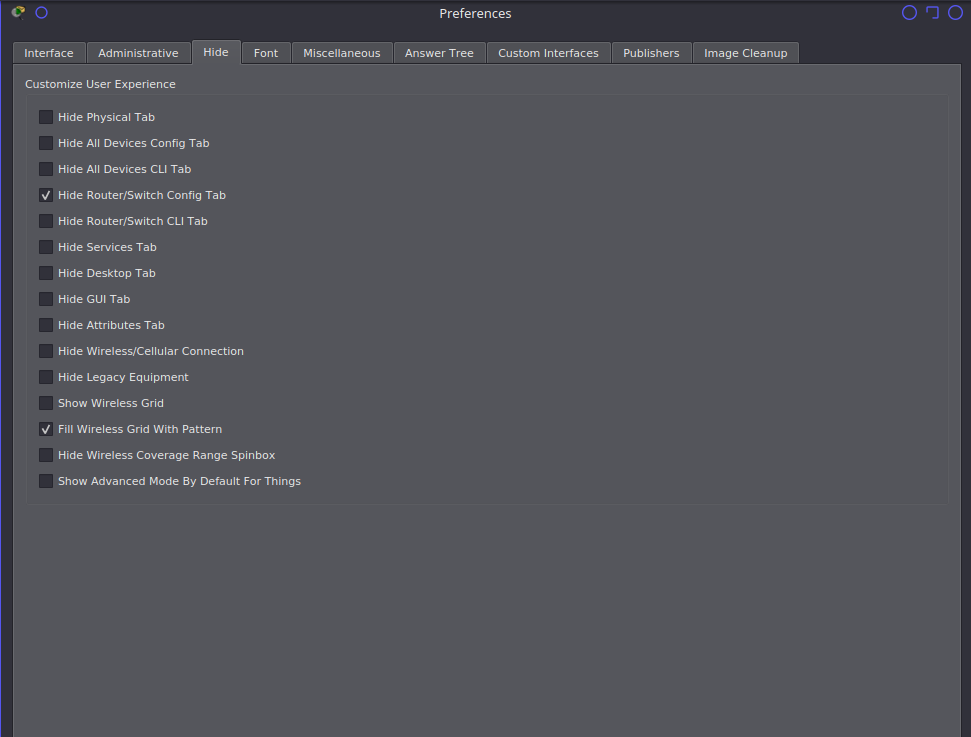 Preferences
Interface Administrative Hide Font Miscellaneous Answer Tree Custom Interfaces Publishers Image Cleanup
Customize User Experience
Hide Physical Tab
Hide All Devices Config Tab
Hide All Devices CLI Tab
Hide Router/Switch Config Tab
Hide Router/Switch CLI Tab
Hide Services Tab
Hide Desktop Tab
Hide GUI Tab
Hide Attributes Tab
Hide Wireless/Cellular Connection
Hide Legacy Equipment
Show Wireless Grid
Fill Wireless Grid With Pattern
Hide Wireless Coverage Range Spinbox
Show Advanced Mode By Default For Things